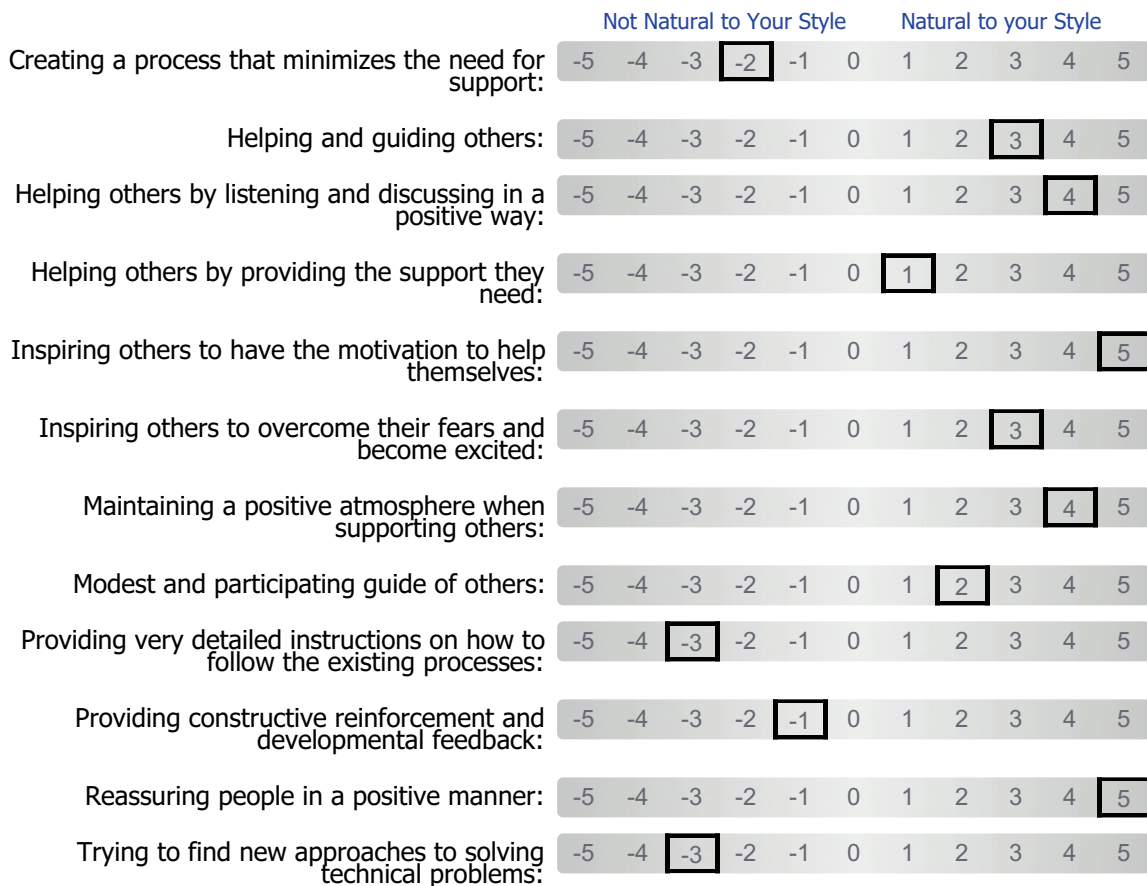 Not Natural to Your Style Natural to your Style
Creating a process that minimizes the need for
support:
-5 -4 -3 -2 -1 0 1 2 3 4 5
Helping and guiding others:
-5 -4 -3 -2 -1 0 1 2 3 4 5
Helping others by listening and discussing in a
positive way:
-5 -4 -3 -2 -1 0 1 2 3 4 5
Helping others by providing the support they
need:
-5 -4 -3 -2 -1 0 1 2 3 4 5
Inspiring others to have the motivation to help
themselves:
-5 -4 -3 -2 -1 0 1 2 3 4 5
Inspiring others to overcome their fears and
become excited:
-5 -4 -3 -2 -1 0 1 2 3 4 5
Maintaining a positive atmosphere when
supporting others:
-5 -4 -3 -2 -1 0 1 2 3 4 5
Modest and participating guide of others:
-5 -4 -3 -2 -1 0 1 2 3 4 5
Providing very detailed instructions on how to
follow the existing processes:
-5 -4 -3 -2 -1 0 1 2 3 4 5
Providing constructive reinforcement and
developmental feedback:
-5 -4 -3 -2 -1 0 1 2 3 4 5
Reassuring people in a positive manner:
-5 -4 -3 -2 -1 0 1 2 3 4 5
Trying to find new approaches to solving
technical problems:
-5 -4 -3 -2 -1 0 1 2 3 4 5